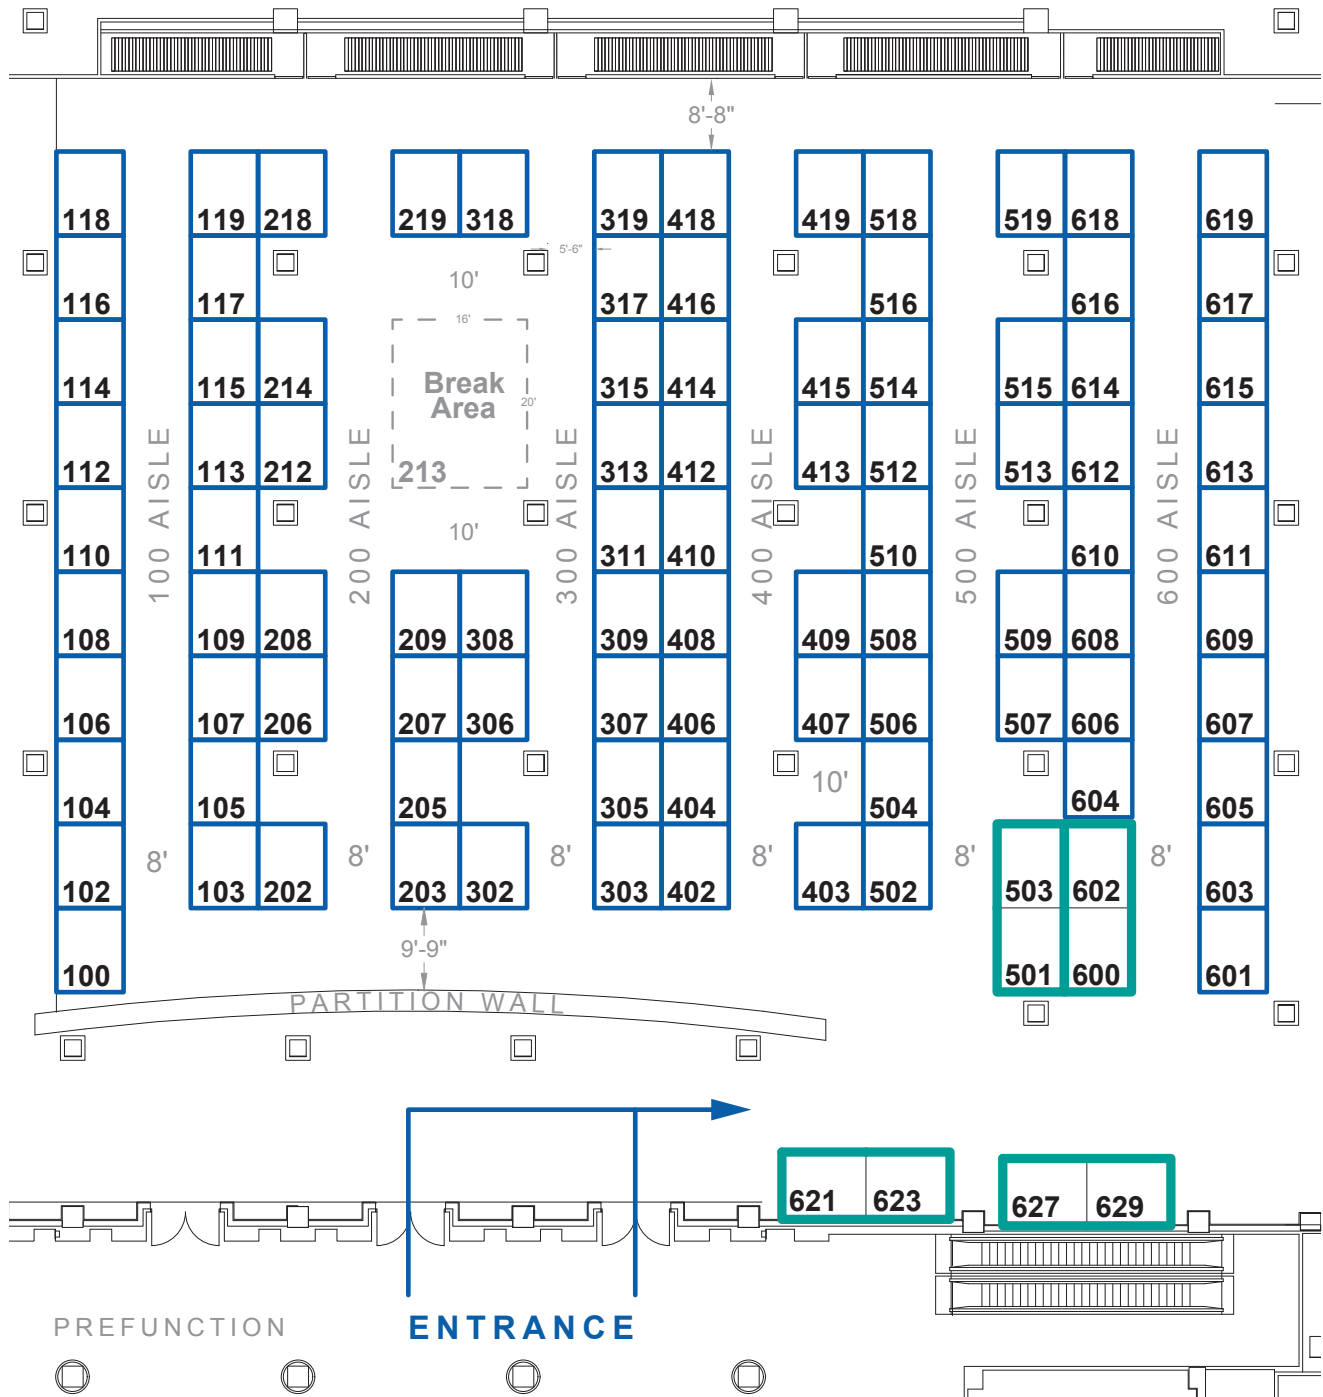 8'-8"
118 119 218 219 318 319 418 419 518 519 618 619
5'-6"
10'
116 117 317 416 516 616 617
16'
Break
Area
20'
114 115 214 315 414 415 514 515 614 615
112 113 212 213 313 412 413 512 513 612 613
100 AISLE
200 AISLE
300 AISLE
400 AISLE
500 AISLE
600 AISLE
10'
110 111 311 410 510 610 611
108 109 208 209 308 309 408 409 508 509 608 609
106 107 206 207 306 307 406 407 506 507 606 607
10'
104 105 205 305 404 504 604 605
8' 8' 8' 8' 8' 8'
102 103 202 203 302 303 402 403 502 503 602 603
9'-9"
100 501 600 601
PARTITION WALL
621 623 627 629
PREFUNCTION
ENTRANCE